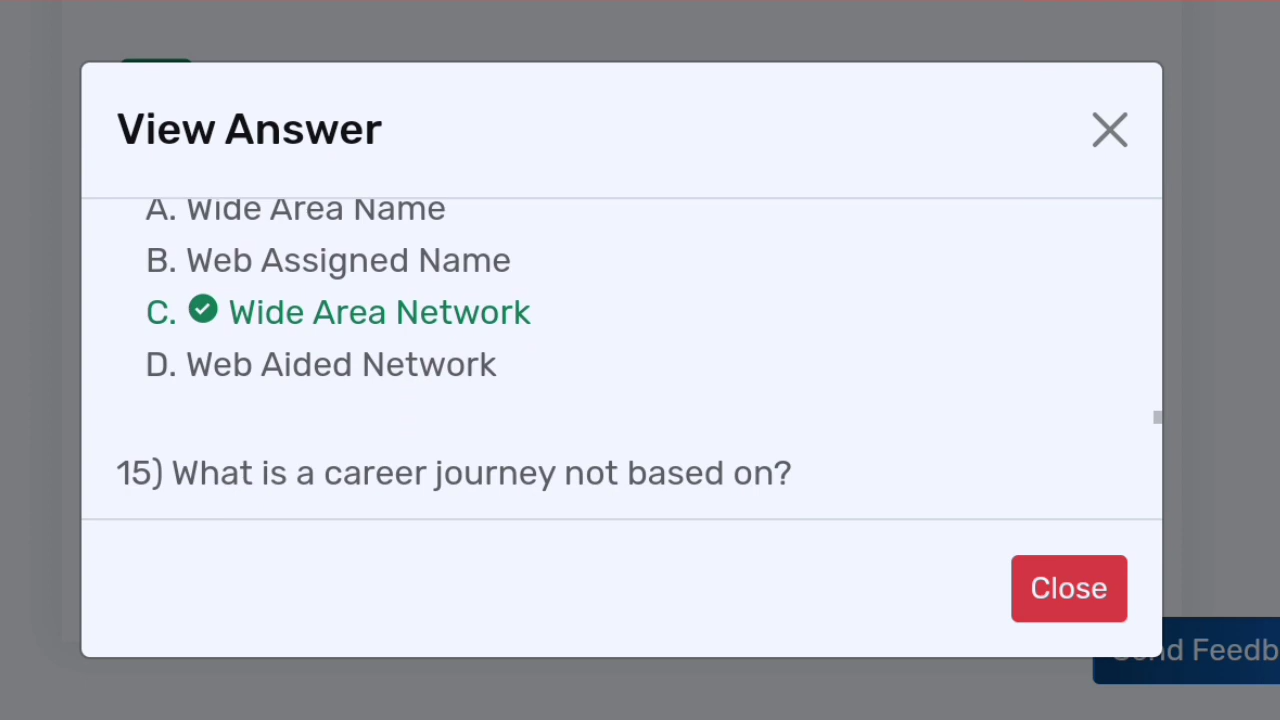 View Answer
A. Wide Area Name
B. Web Assigned Name
C. Wide Area Network
D. Web Aided Network
15) What is a career journey not based on?
Close